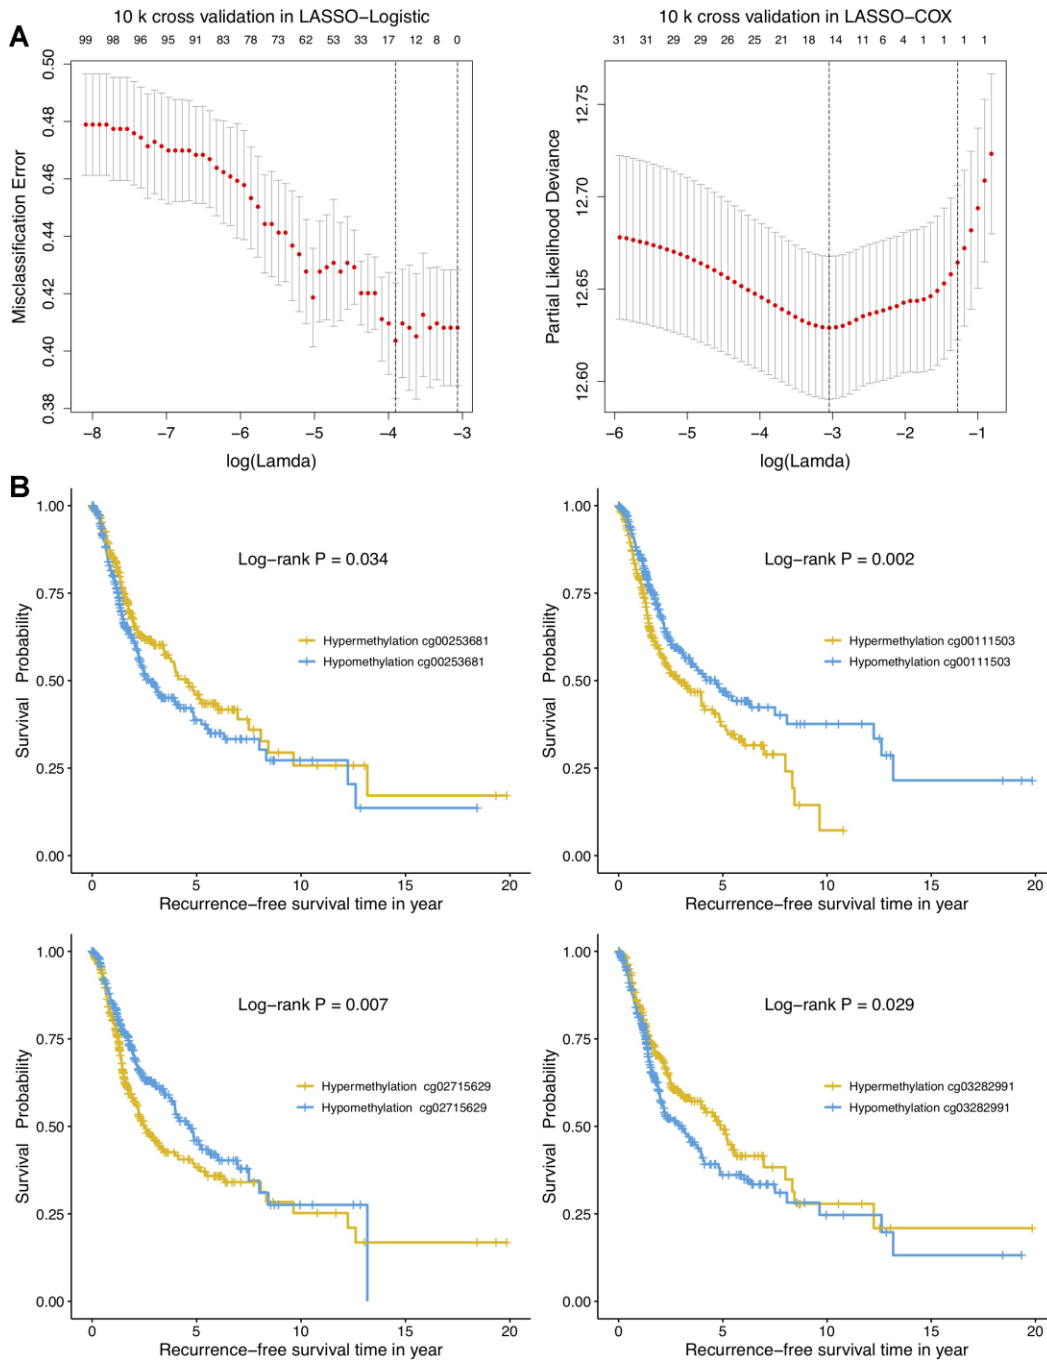 10 k cross validation in LASSO−Logistic
10 k cross validation in LASSO−COX
A
99 98 96 95 91 83 78 73 62 53 33 17 12 8 0
31 31 29 29 26 25 21 18 14 11 6 4 1 1 1 1
Misclassification Error
0.50
0.48
0.46
0.44
0.42
0.40
0.38
−8 −7 −6 −5 −4 −3
log(Lamda)
Partial Likelihood Deviance
12.75
12.70
12.65
12.60
−6 −5 −4 −3 −2 −1
log(Lamda)
B
Survival Probability
1.00
0.75
0.50
0.25
0.00
Log−rank P = 0.034
Hypermethylation cg00253681
Hypomethylation cg00253681
0 5 10 15 20
Recurrence−free survival time in year
Survival Probability
1.00
0.75
0.50
0.25
0.00
Log−rank P = 0.002
Hypermethylation cg00111503
Hypomethylation cg00111503
0 5 10 15 20
Recurrence−free survival time in year
Survival Probability
1.00
0.75
0.50
0.25
0.00
Log−rank P = 0.007
Hypermethylation cg02715629
Hypomethylation cg02715629
0 5 10 15 20
Recurrence−free survival time in year
Survival Probability
1.00
0.75
0.50
0.25
0.00
Log−rank P = 0.029
Hypermethylation cg03282991
Hypomethylation cg03282991
0 5 10 15 20
Recurrence−free survival time in year